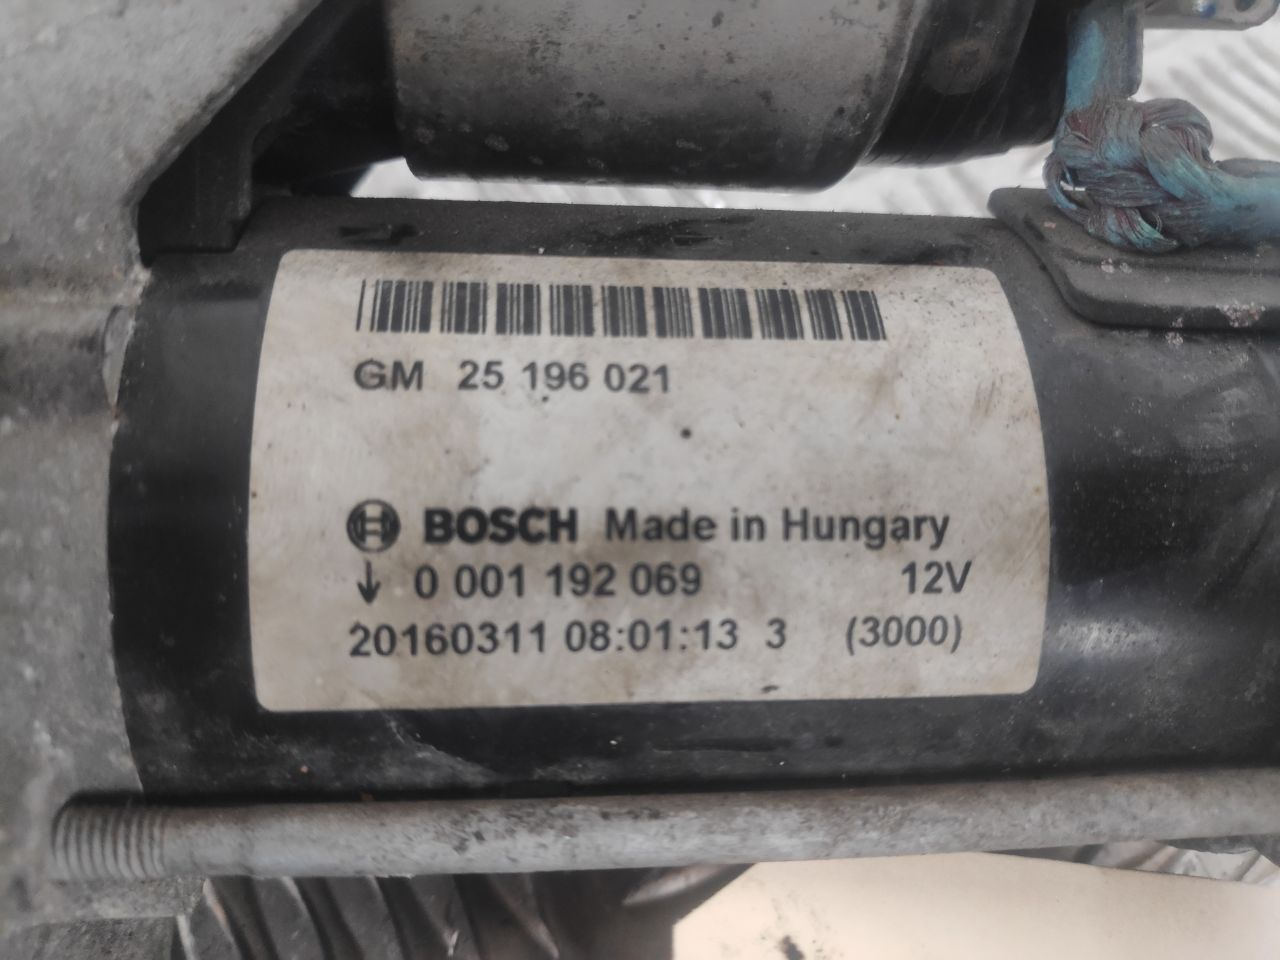 GM 25 196 021
BOSCH Made in Hungary
↓ 0 001 192 069 12V
20160311 08:01:13 3 (3000)